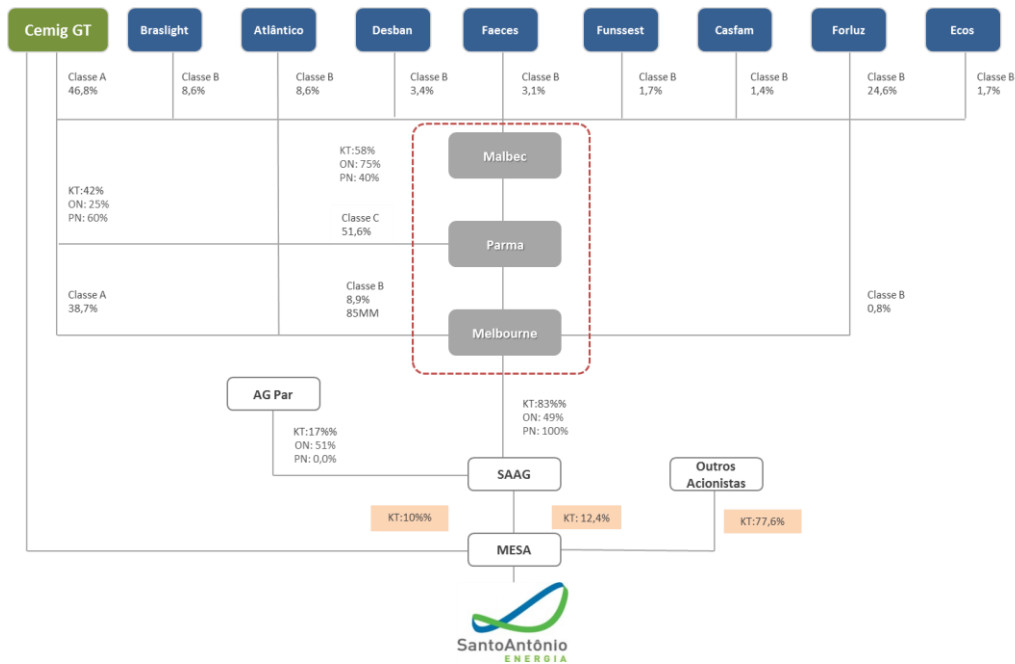 Cemig GT
Braslight
Atlântico
Desban
Faeces
Funssest
Casfam
Forluz
Ecos
Classe A
46,8%
Classe B
8,6%
Classe B
8,6%
Classe B
3,4%
Classe B
3,1%
Classe B
1,7%
Classe B
1,4%
Classe B
24,6%
Classe B
1,7%
KT:58%
ON: 75%
PN: 40%
Malbec
KT:42%
ON: 25%
PN: 60%
Classe C
51,6%
Parma
Classe A
38,7%
Classe B
8,9%
85MM
Classe B
0,8%
Melbourne
AG Par
KT:83%%
ON: 49%
PN: 100%
KT:17%%
ON: 51%
PN: 0,0%
SAAG
Outros
Acionistas
KT:10%%
KT: 12,4%
KT:77,6%
MESA
SantoAntônio
ENERGIA